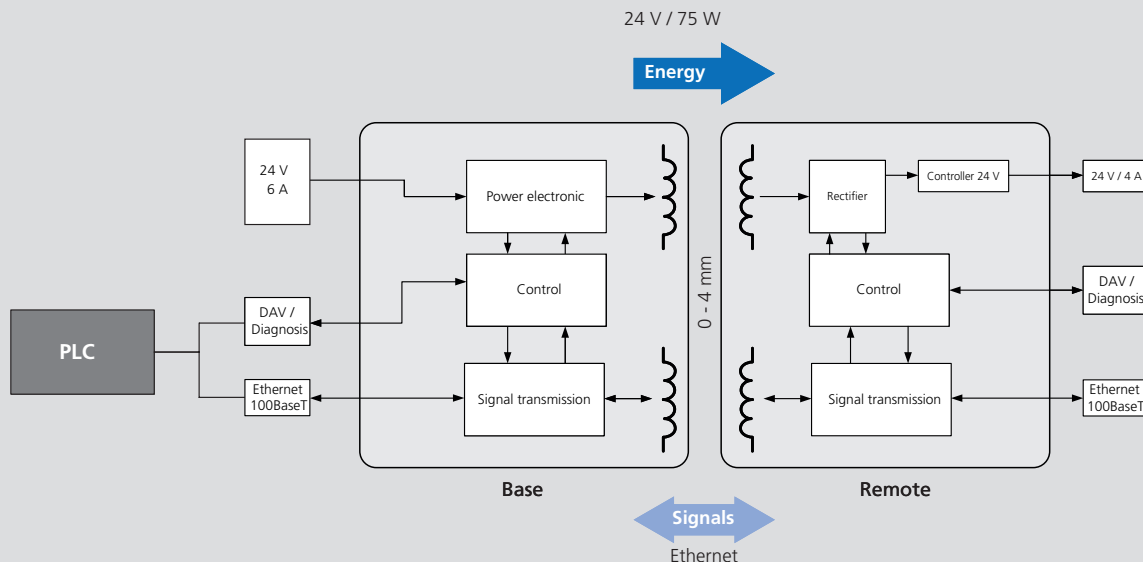 24 V / 75 W
Energy
24 V
6 A
Power electronic
Rectifier
Controller 24 V
24 V / 4 A
0 - 4 mm
PLC
DAV /
Diagnosis
Control
Control
DAV /
Diagnosis
Ethernet
100BaseT
Signal transmission
Signal transmission
Ethernet
100BaseT
Base
Remote
Signals
Ethernet